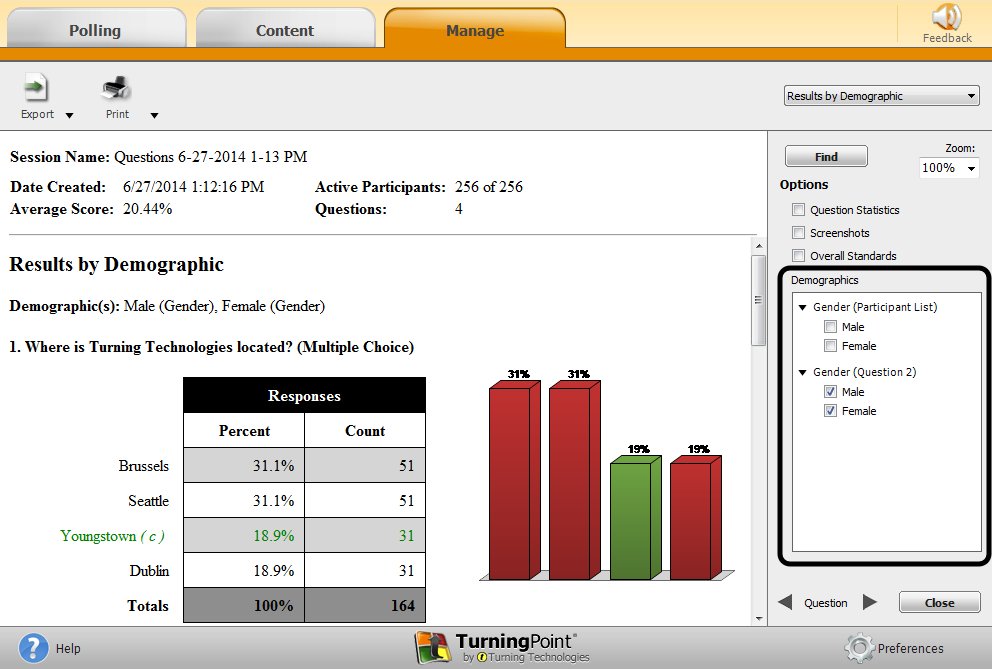 Polling
Content
Manage
Feedback
Export
Print
Results by Demographic
Session Name: Questions 6-27-2014 1-13 PM
Date Created: 6/27/2014 1:12:16 PM
Active Participants: 256 of 256
Average Score: 20.44%
Questions: 4
Results by Demographic
Demographic(s): Male (Gender), Female (Gender)
1. Where is Turning Technologies located? (Multiple Choice)
Responses
Percent Count
Brussels 31.1% 51
Seattle 31.1% 51
Youngstown ( c ) 18.9% 31
Dublin 18.9% 31
Totals 100% 164
31% 31% 19% 19%
Find
Zoom:
100%
Options
Question Statistics
Screenshots
Overall Standards
Demographics
Gender (Participant List)
Male
Female
Gender (Question 2)
Male
Female
Question
Close
? Help
TurningPoint®
by Turning Technologies
Preferences